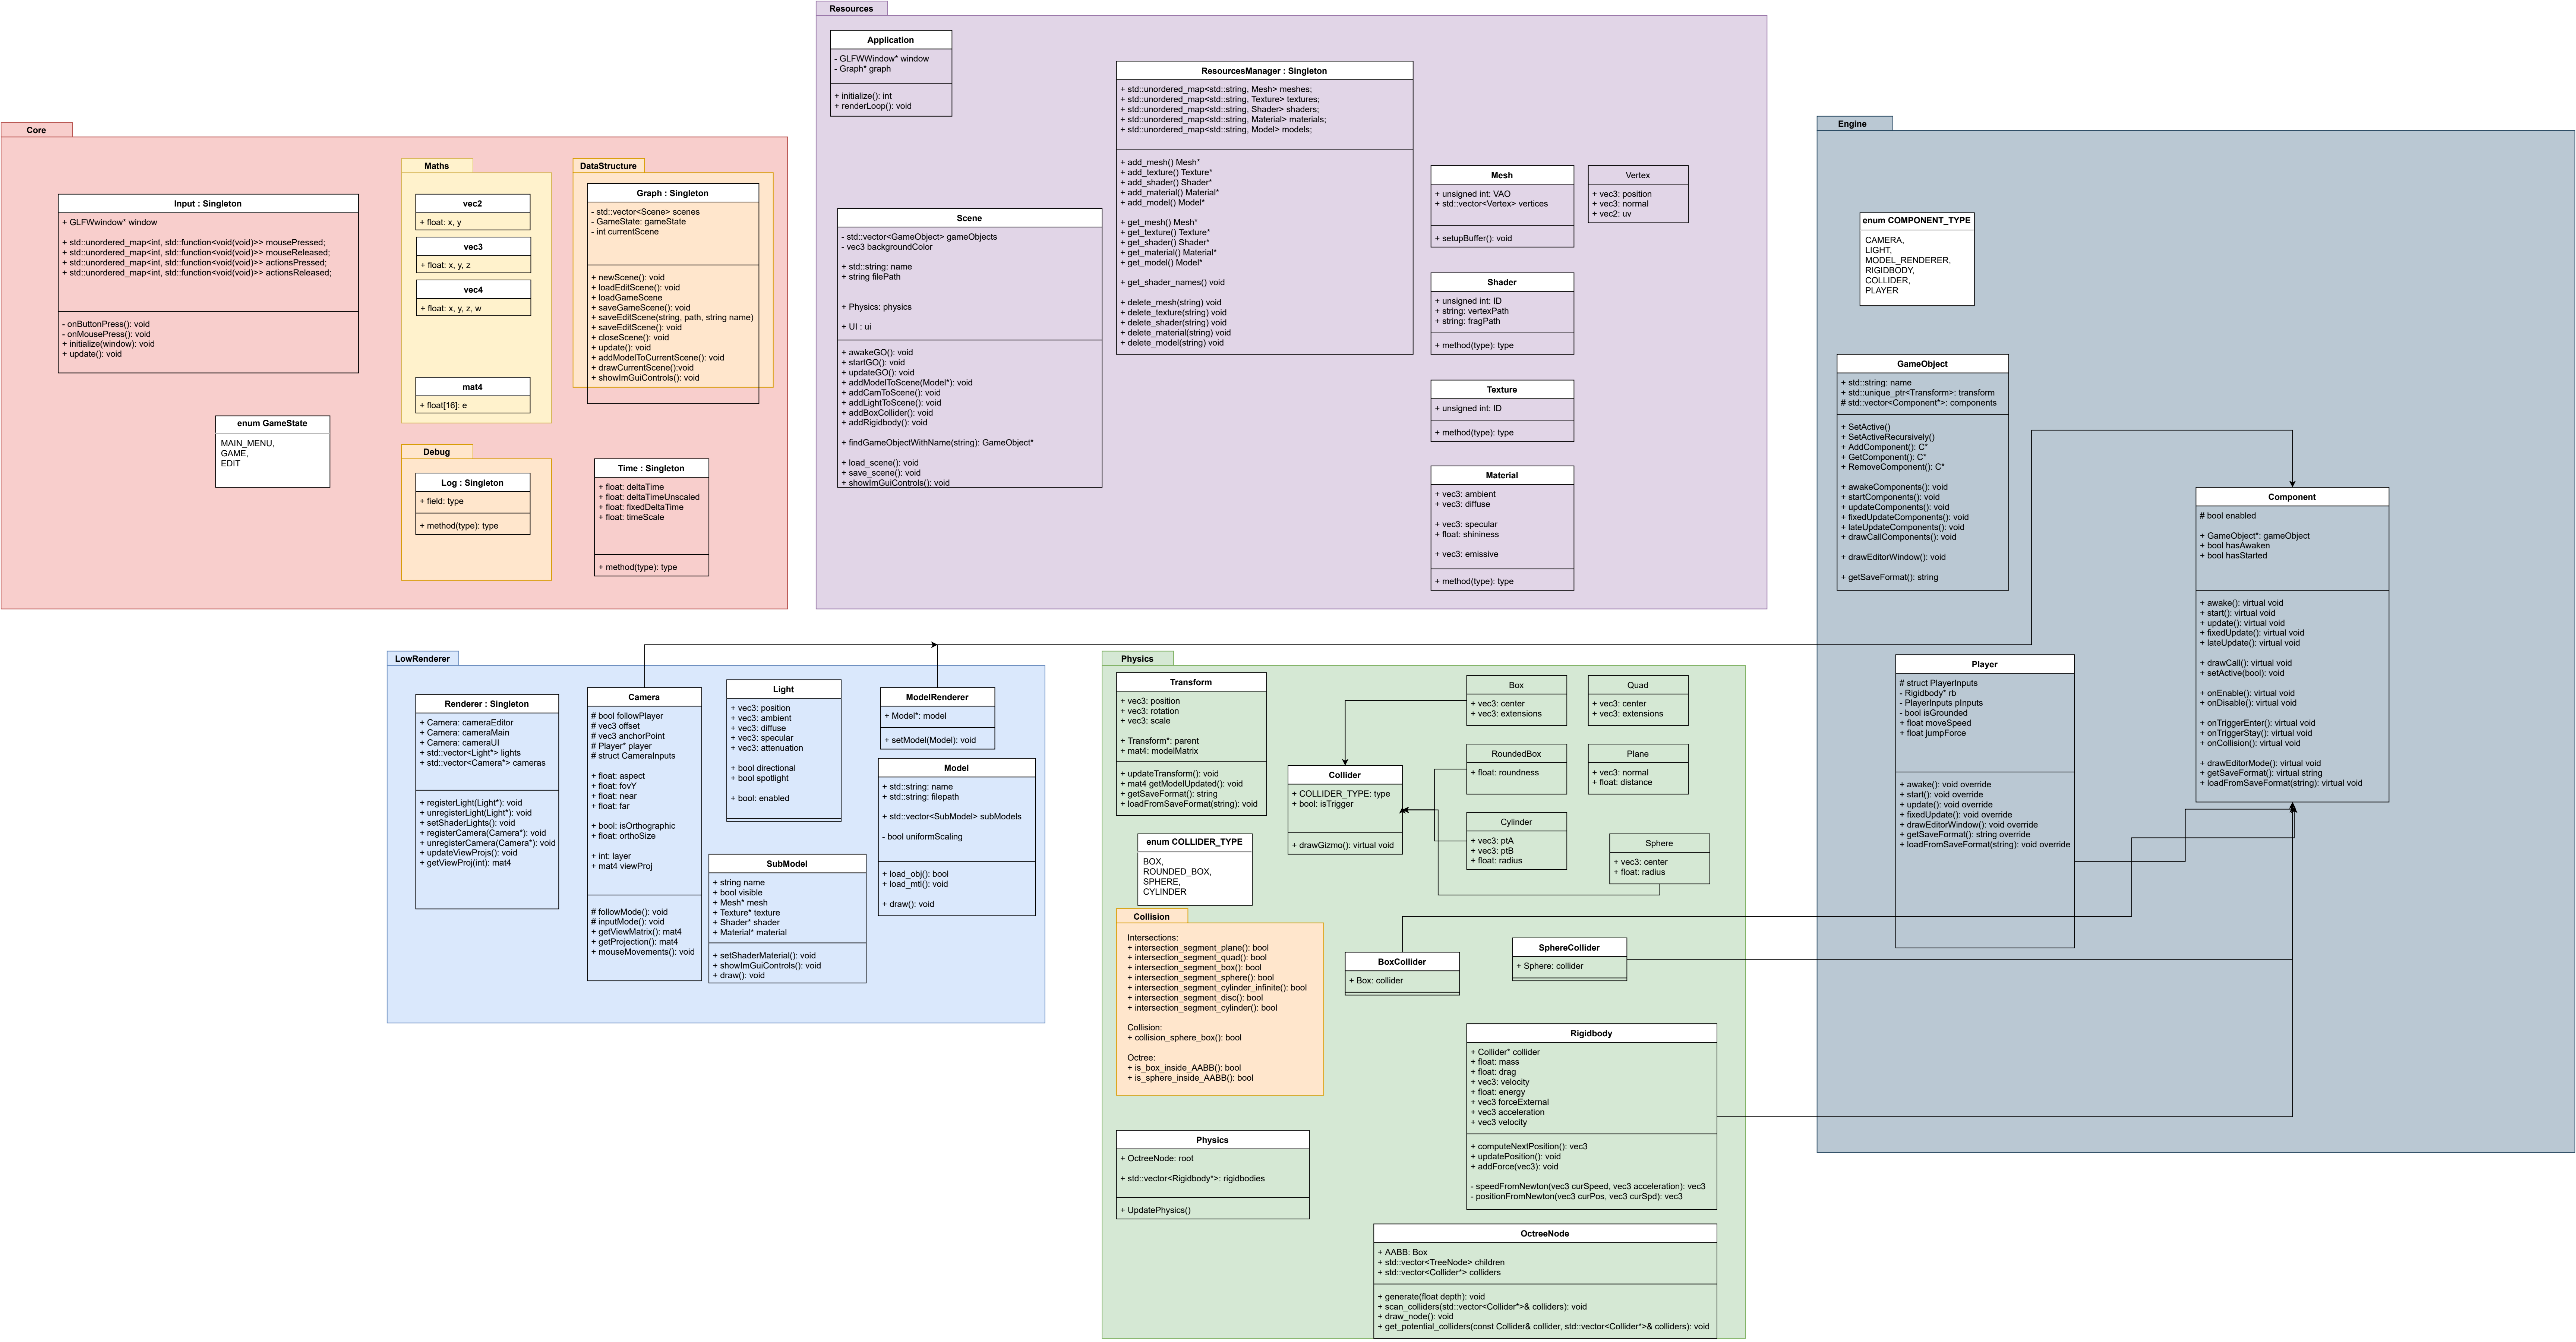 Core
Input : Singleton
+ GLFWwindow* window
+ std::unordered_map<int, std::function<void(void)>> mousePressed;
+ std::unordered_map<int, std::function<void(void)>> mouseReleased;
+ std::unordered_map<int, std::function<void(void)>> actionsPressed;
+ std::unordered_map<int, std::function<void(void)>> actionsReleased;
- onButtonPress(): void
- onMousePress(): void
+ initialize(window): void
+ update(): void
enum GameState
MAIN_MENU,
GAME,
EDIT
Maths
vec2
+ float: x, y
vec3
+ float: x, y, z
vec4
+ float: x, y, z, w
mat4
+ float[16]: e
Debug
Log : Singleton
+ field: type
+ method(type): type
DataStructure
Graph : Singleton
- std::vector<Scene> scenes
- GameState: gameState
- int currentScene
+ newScene(): void
+ loadEditScene(): void
+ loadGameScene
+ saveGameScene(): void
+ saveEditScene(string, path, string name)
+ saveEditScene(): void
+ closeScene(): void
+ update(): void
+ addModelToCurrentScene(): void
+ drawCurrentScene():void
+ showImGuiControls(): void
Time : Singleton
+ float: deltaTime
+ float: deltaTimeUnscaled
+ float: fixedDeltaTime
+ float: timeScale
+ method(type): type
Resources
Application
- GLFWWindow* window
- Graph* graph
+ initialize(): int
+ renderLoop(): void
Scene
- std::vector<GameObject> gameObjects
- vec3 backgroundColor
+ std::string: name
+ string filePath
+ Physics: physics
+ UI : ui
+ awakeGO(): void
+ startGO(): void
+ updateGO(): void
+ addModelToScene(Model*): void
+ addCamToScene(): void
+ addLightToScene(): void
+ addBoxCollider(): void
+ addRigidbody(): void
+ findGameObjectWithName(string): GameObject*
+ load_scene(): void
+ save_scene(): void
+ showImGuiControls(): void
ResourcesManager : Singleton
+ std::unordered_map<std::string, Mesh> meshes;
+ std::unordered_map<std::string, Texture> textures;
+ std::unordered_map<std::string, Shader> shaders;
+ std::unordered_map<std::string, Material> materials;
+ std::unordered_map<std::string, Model> models;
+ add_mesh() Mesh*
+ add_texture() Texture*
+ add_shader() Shader*
+ add_material() Material*
+ add_model() Model*
+ get_mesh() Mesh*
+ get_texture() Texture*
+ get_shader() Shader*
+ get_material() Material*
+ get_model() Model*
+ get_shader_names() void
+ delete_mesh(string) void
+ delete_texture(string) void
+ delete_shader(string) void
+ delete_material(string) void
+ delete_model(string) void
Mesh
+ unsigned int: VAO
+ std::vector<Vertex> vertices
+ setupBuffer(): void
Vertex
+ vec3: position
+ vec3: normal
+ vec2: uv
Shader
+ unsigned int: ID
+ string: vertexPath
+ string: fragPath
+ method(type): type
Texture
+ unsigned int: ID
+ method(type): type
Material
+ vec3: ambient
+ vec3: diffuse
+ vec3: specular
+ float: shininess
+ vec3: emissive
+ method(type): type
Engine
enum COMPONENT_TYPE
CAMERA,
LIGHT,
MODEL_RENDERER,
RIGIDBODY,
COLLIDER,
PLAYER
GameObject
+ std::string: name
+ std::unique_ptr<Transform>: transform
# std::vector<Component*>: components
+ SetActive()
+ SetActiveRecursively()
+ AddComponent(): C*
+ GetComponent(): C*
+ RemoveComponent(): C*
+ awakeComponents(): void
+ startComponents(): void
+ updateComponents(): void
+ fixedUpdateComponents(): void
+ lateUpdateComponents(): void
+ drawCallComponents(): void
+ drawEditorWindow(): void
+ getSaveFormat(): string
Component
# bool enabled
+ GameObject*: gameObject
+ bool hasAwaken
+ bool hasStarted
+ awake(): virtual void
+ start(): virtual void
+ update(): virtual void
+ fixedUpdate(): virtual void
+ lateUpdate(): virtual void
+ drawCall(): virtual void
+ setActive(bool): void
+ onEnable(): virtual void
+ onDisable(): virtual void
+ onTriggerEnter(): virtual void
+ onTriggerStay(): virtual void
+ onCollision(): virtual void
+ drawEditorMode(): virtual void
+ getSaveFormat(): virtual string
+ loadFromSaveFormat(string): virtual void
Player
# struct PlayerInputs
- Rigidbody* rb
- PlayerInputs pInputs
- bool isGrounded
+ float moveSpeed
+ float jumpForce
+ awake(): void override
+ start(): void override
+ update(): void override
+ fixedUpdate(): void override
+ drawEditorWindow(): void override
+ getSaveFormat(): string override
+ loadFromSaveFormat(string): void override
LowRenderer
Renderer : Singleton
+ Camera: cameraEditor
+ Camera: cameraMain
+ Camera: cameraUI
+ std::vector<Light*> lights
+ std::vector<Camera*> cameras
+ registerLight(Light*): void
+ unregisterLight(Light*): void
+ setShaderLights(): void
+ registerCamera(Camera*): void
+ unregisterCamera(Camera*): void
+ updateViewProjs(): void
+ getViewProj(int): mat4
Camera
# bool followPlayer
# vec3 offset
# vec3 anchorPoint
# Player* player
# struct CameraInputs
+ float: aspect
+ float: fovY
+ float: near
+ float: far
+ bool: isOrthographic
+ float: orthoSize
+ int: layer
+ mat4 viewProj
# followMode(): void
# inputMode(): void
+ getViewMatrix(): mat4
+ getProjection(): mat4
+ mouseMovements(): void
Light
+ vec3: position
+ vec3: ambient
+ vec3: diffuse
+ vec3: specular
+ vec3: attenuation
+ bool directional
+ bool spotlight
+ bool: enabled
SubModel
+ string name
+ bool visible
+ Mesh* mesh
+ Texture* texture
+ Shader* shader
+ Material* material
+ setShaderMaterial(): void
+ showImGuiControls(): void
+ draw(): void
ModelRenderer
+ Model*: model
+ setModel(Model): void
Model
+ std::string: name
+ std::string: filepath
+ std::vector<SubModel> subModels
- bool uniformScaling
+ load_obj(): bool
+ load_mtl(): void
+ draw(): void
Physics
Transform
+ vec3: position
+ vec3: rotation
+ vec3: scale
+ Transform*: parent
+ mat4: modelMatrix
+ updateTransform(): void
+ mat4 getModelUpdated(): void
+ getSaveFormat(): string
+ loadFromSaveFormat(string): void
enum COLLIDER_TYPE
BOX,
ROUNDED_BOX,
SPHERE,
CYLINDER
Collider
+ COLLIDER_TYPE: type
+ bool: isTrigger
+ drawGizmo(): virtual void
Box
+ vec3: center
+ vec3: extensions
Quad
+ vec3: center
+ vec3: extensions
RoundedBox
+ float: roundness
Plane
+ vec3: normal
+ float: distance
Cylinder
+ vec3: ptA
+ vec3: ptB
+ float: radius
Sphere
+ vec3: center
+ float: radius
Collision
Intersections:
+ intersection_segment_plane(): bool
+ intersection_segment_quad(): bool
+ intersection_segment_box(): bool
+ intersection_segment_sphere(): bool
+ intersection_segment_cylinder_infinite(): bool
+ intersection_segment_disc(): bool
+ intersection_segment_cylinder(): bool
Collision:
+ collision_sphere_box(): bool
Octree:
+ is_box_inside_AABB(): bool
+ is_sphere_inside_AABB(): bool
BoxCollider
+ Box: collider
SphereCollider
+ Sphere: collider
Rigidbody
+ Collider* collider
+ float: mass
+ float: drag
+ vec3: velocity
+ float: energy
+ vec3 forceExternal
+ vec3 acceleration
+ vec3 velocity
+ computeNextPosition(): vec3
+ updatePosition(): void
+ addForce(vec3): void
- speedFromNewton(vec3 curSpeed, vec3 acceleration): vec3
- positionFromNewton(vec3 curPos, vec3 curSpd): vec3
Physics
+ OctreeNode: root
+ std::vector<Rigidbody*>: rigidbodies
+ UpdatePhysics()
OctreeNode
+ AABB: Box
+ std::vector<TreeNode> children
+ std::vector<Collider*> colliders
+ generate(float depth): void
+ scan_colliders(std::vector<Collider*>& colliders): void
+ draw_node(): void
+ get_potential_colliders(const Collider& collider, std::vector<Collider*>& colliders): void